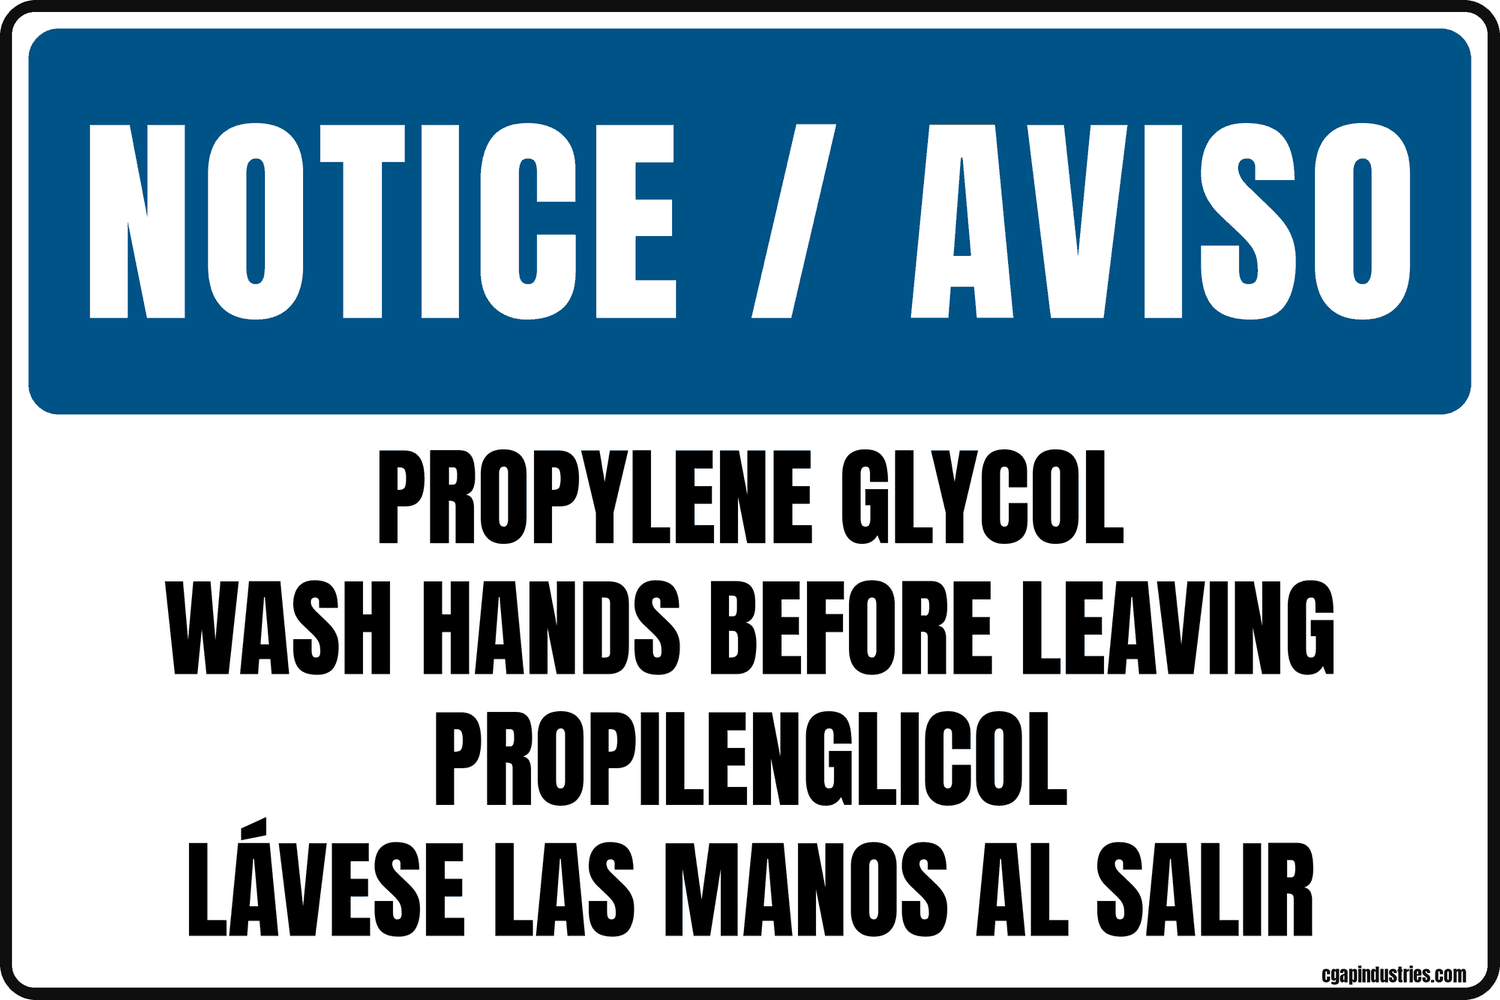 NOTICE / AVISO
PROPYLENE GLYCOL
WASH HANDS BEFORE LEAVING
PROPILENGLICOL
LÁVESE LAS MANOS AL SALIR
cgapindustries.com